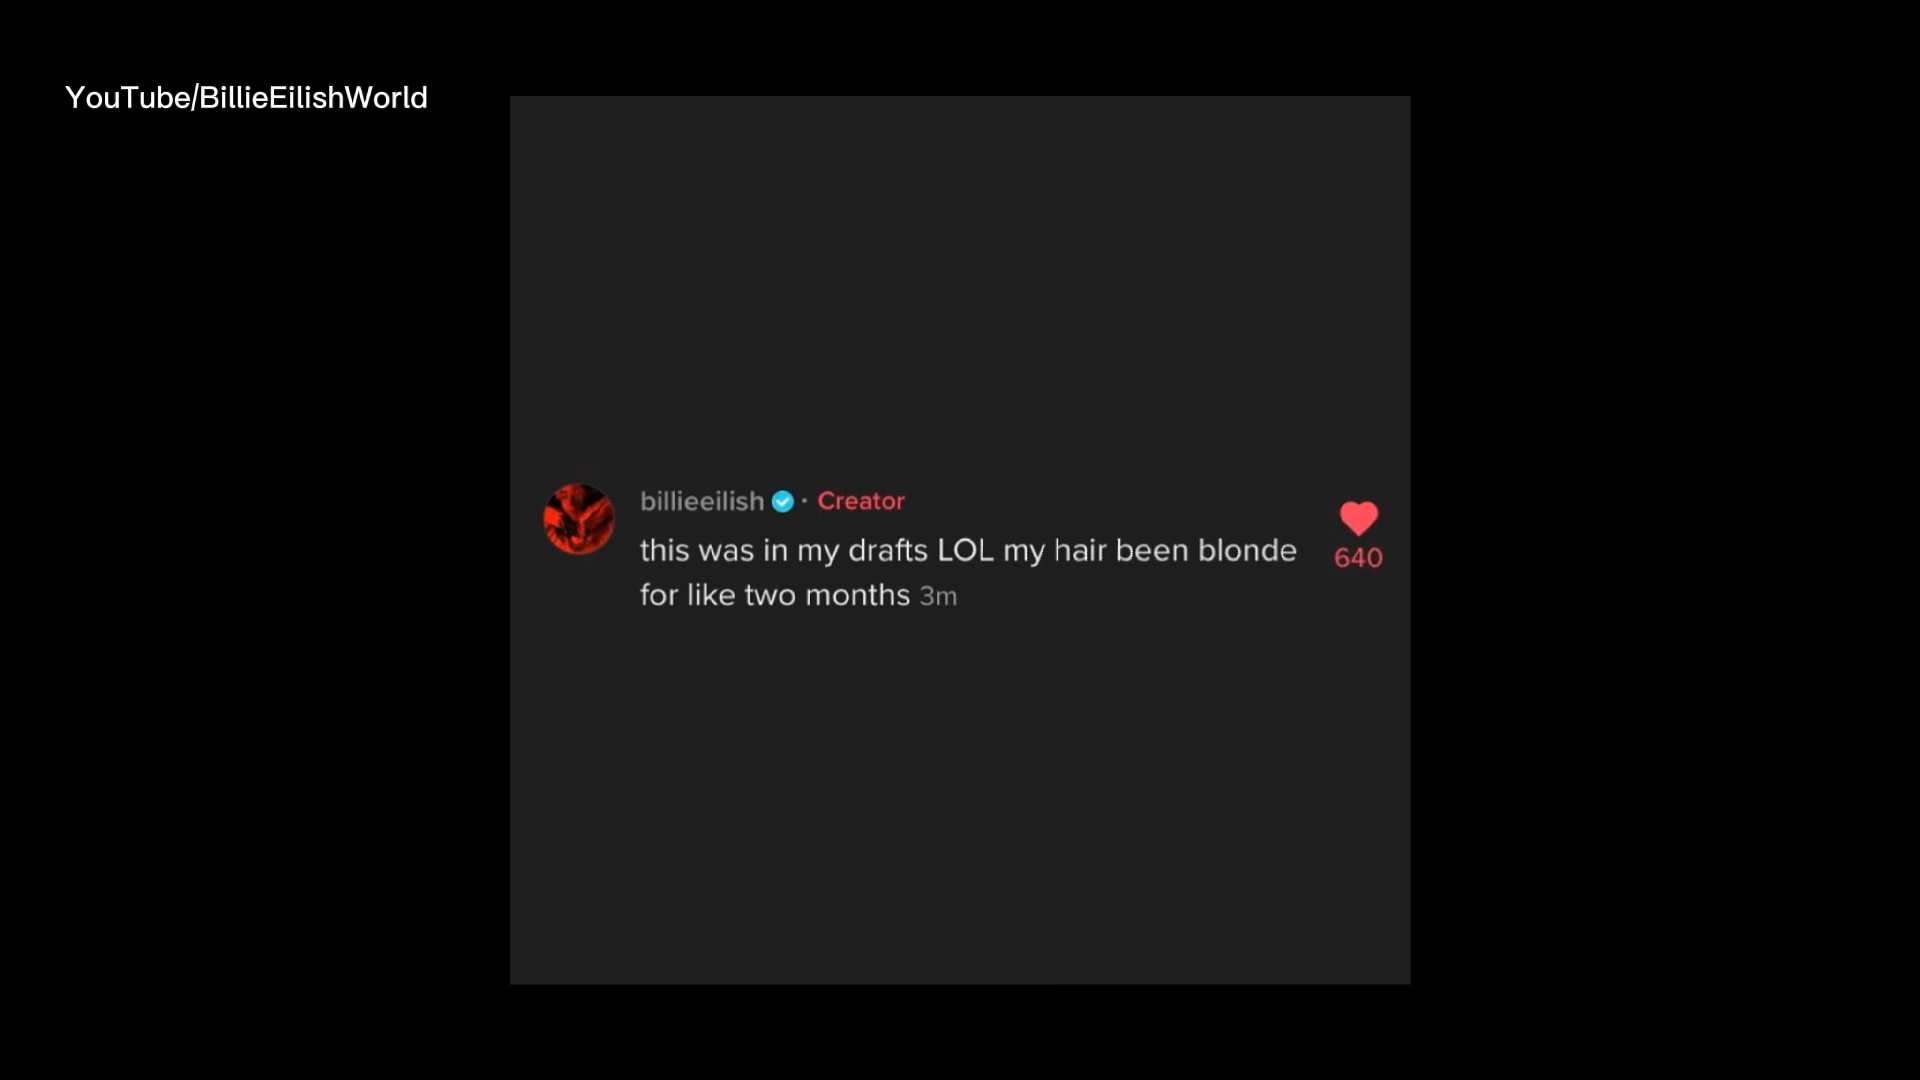 YouTube/BillieEilishWorld
billieeilish · Creator
this was in my drafts LOL my hair been blonde
for like two months 3m
640